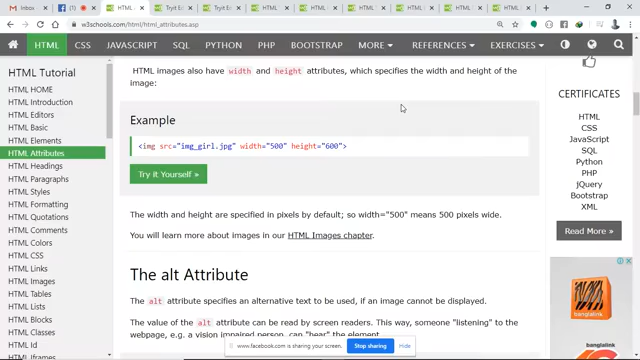 Inbox
Tryit E
Tryit E
HTML
HTML
HTML
HTML
HTML
HTML
w3schools.com/html/html_attributes.asp
HTML CSS JAVASCRIPT SQL PYTHON PHP BOOTSTRAP MORE REFERENCES EXERCISES
HTML Tutorial
HTML HOME
HTML Introduction
HTML Editors
HTML Basic
HTML Elements
HTML Attributes
HTML Headings
HTML Paragraphs
HTML Styles
HTML Formatting
HTML Quotations
HTML Comments
HTML Colors
HTML CSS
HTML Links
HTML Images
HTML Tables
HTML Lists
HTML Id
HTML Iframes
HTML images also have width and height attributes, which specifies the width and height of the
image:
Example
<img src="img_girl.jpg" width="500" height="600">
Try it Yourself »
The width and height are specified in pixels by default; so width="500" means 500 pixels wide.
You will learn more about images in our HTML Images chapter.
The alt Attribute
The alt attribute specifies an alternative text to be used, if an image cannot be displayed.
The value of the alt attribute can be read by screen readers. This way, someone "listening" to the
webpage, e.g. a vision impaired person, can "hear" the element.
www.facebook.com is sharing your screen.
Stop sharing
Hide
CERTIFICATES
HTML
CSS
JavaScript
SQL
Python
PHP
jQuery
Bootstrap
XML
Read More »
banglalink
banglalink